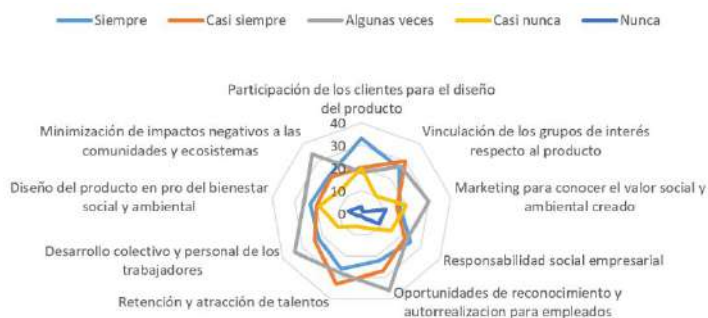 Siempre
Casi siempre
Algunas veces
Casi nunca
Nunca
Participación de los clientes para el diseño
del producto
40
30
20
10
0
Vinculación de los grupos de interés
respecto al producto
Marketing para conocer el valor social y
ambiental creado
Responsabilidad social empresarial
Oportunidades de reconocimiento y
autorrealizacion para empleados
Retención y atracción de talentos
Desarrollo colectivo y personal de los
trabajadores
Diseño del producto en pro del bienestar
social y ambiental
Minimización de impactos negativos a las
comunidades y ecosistemas